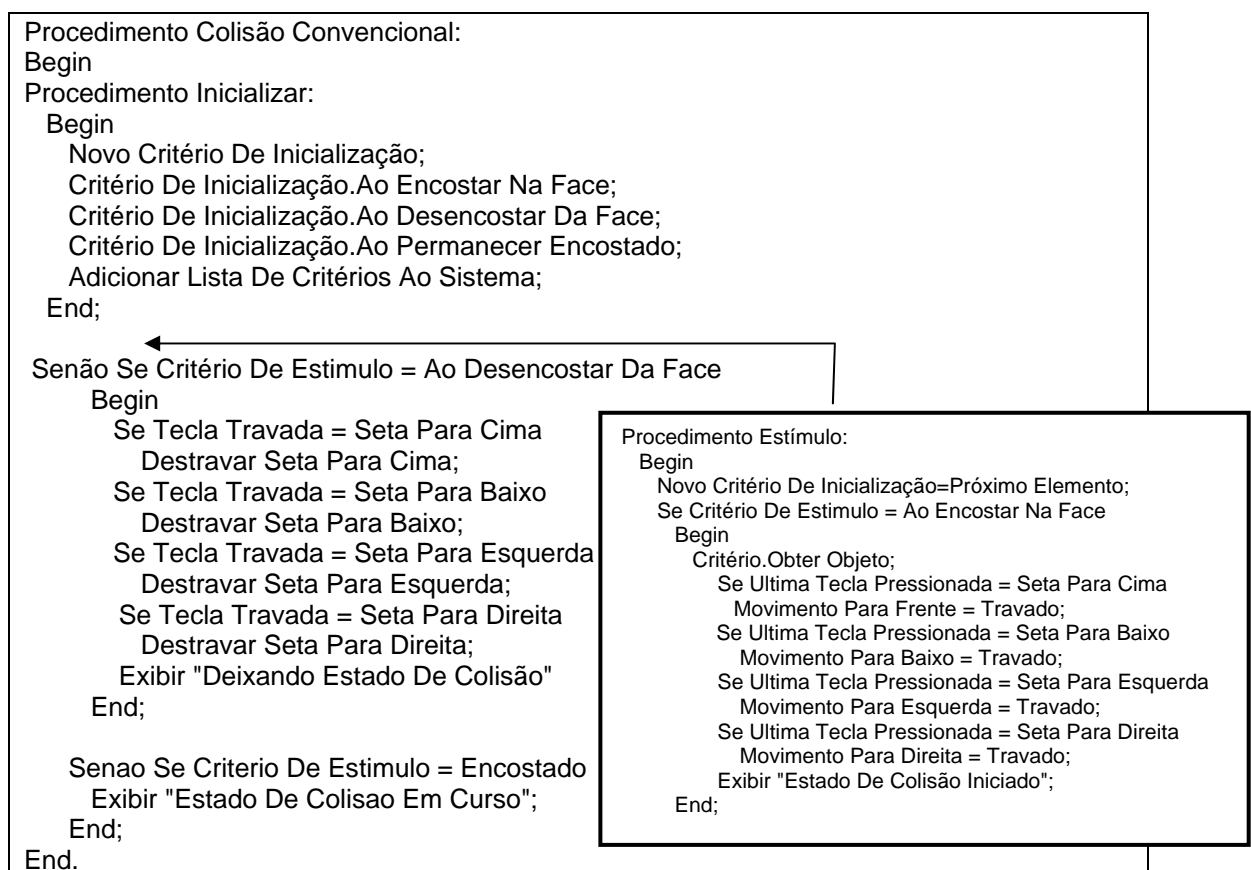 Procedimento Colisão Convencional:
Begin
Procedimento Inicializar:
Begin
Novo Critério De Inicialização;
Critério De Inicialização.Ao Encostar Na Face;
Critério De Inicialização.Ao Desencostar Da Face;
Critério De Inicialização.Ao Permanecer Encostado;
Adicionar Lista De Critérios Ao Sistema;
End;
Procedimento Estímulo:
Begin
Novo Critério De Inicialização=Próximo Elemento;
Se Critério De Estimulo = Ao Encostar Na Face
Begin
Critério.Obter Objeto;
Se Ultima Tecla Pressionada = Seta Para Cima
Movimento Para Frente = Travado;
Se Ultima Tecla Pressionada = Seta Para Baixo
Movimento Para Baixo = Travado;
Se Ultima Tecla Pressionada = Seta Para Esquerda
Movimento Para Esquerda = Travado;
Se Ultima Tecla Pressionada = Seta Para Direita
Movimento Para Direita = Travado;
Exibir "Estado De Colisão Iniciado";
End;
Senão Se Critério De Estimulo = Ao Desencostar Da Face
Begin
Se Tecla Travada = Seta Para Cima
Destravar Seta Para Cima;
Se Tecla Travada = Seta Para Baixo
Destravar Seta Para Baixo;
Se Tecla Travada = Seta Para Esquerda
Destravar Seta Para Esquerda;
Se Tecla Travada = Seta Para Direita
Destravar Seta Para Direita;
Exibir "Deixando Estado De Colisão"
End;
Senao Se Criterio De Estimulo = Encostado
Exibir "Estado De Colisao Em Curso";
End;
End.